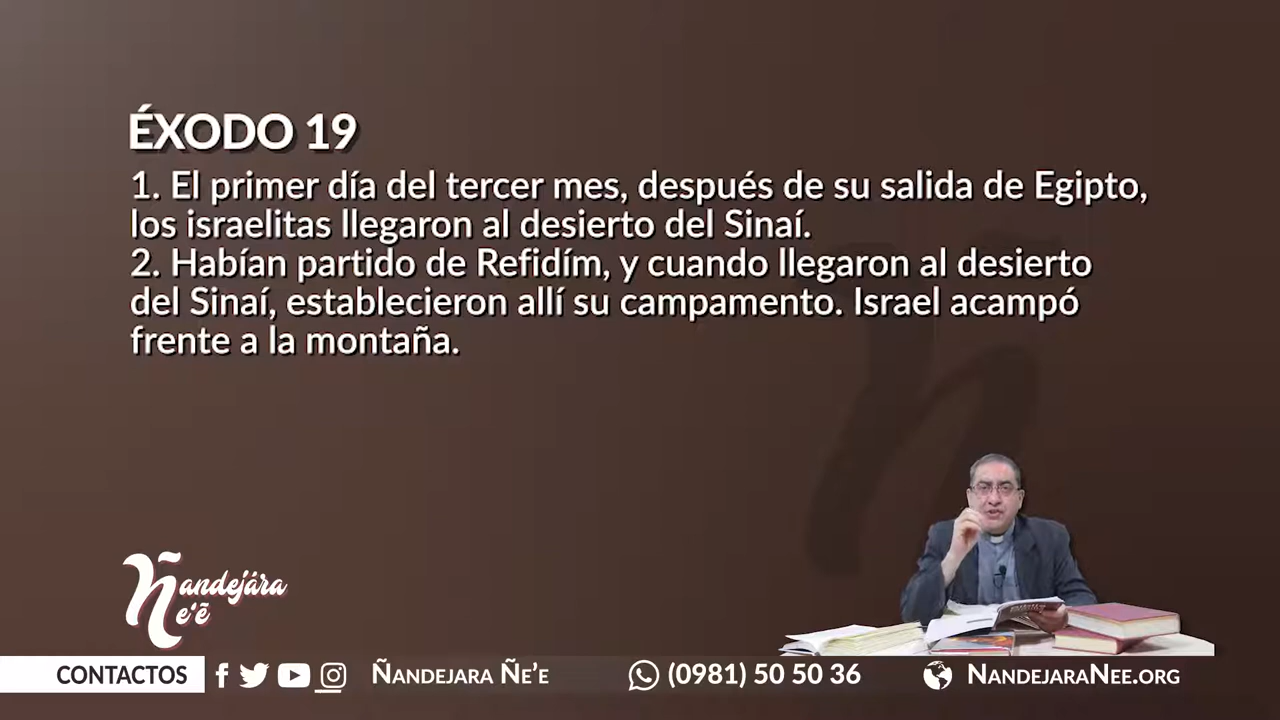 ÉXODO 19
1. El primer día del tercer mes, después de su salida de Egipto,
los israelitas llegaron al desierto del Sinaí.
2. Habían partido de Refidím, y cuando llegaron al desierto
del Sinaí, establecieron allí su campamento. Israel acampó
frente a la montaña.
Ñandejára
Ñe'ẽ
CONTACTOS
ÑANDEJARA ÑE'E
(0981) 50 50 36
NANDEJARANEE.ORG